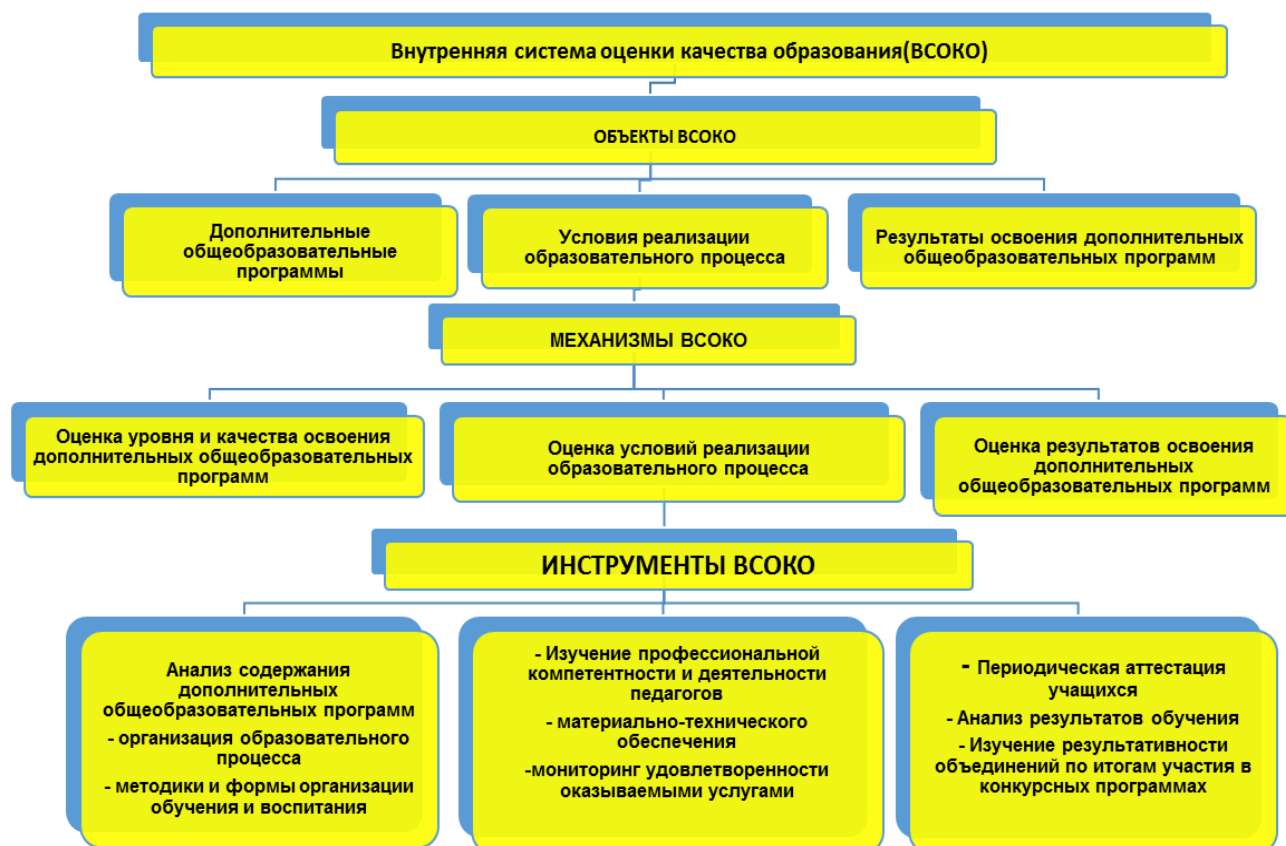 Внутренняя система оценки качества образования(ВСОКО)
ОБЪЕКТЫ ВСОКО
Дополнительные
общеобразовательные
программы
Условия реализации
образовательного процесса
Результаты освоения дополнительных
общеобразовательных программ
МЕХАНИЗМЫ ВСОКО
Оценка уровня и качества освоения
дополнительных общеобразовательных
программ
Оценка условий реализации
образовательного процесса
Оценка результатов освоения
дополнительных
общеобразовательных программ
ИНСТРУМЕНТЫ ВСОКО
Анализ содержания
дополнительных
общеобразовательных программ
- организация образовательного
процесса
- методики и формы организации
обучения и воспитания
- Изучение профессиональной
компетентности и деятельности
педагогов
- материально-технического
обеспечения
-мониторинг удовлетворенности
оказываемыми услугами
- Периодическая аттестация
учащихся
- Анализ результатов обучения
- Изучение результативности
объединений по итогам участия в
конкурсных программах